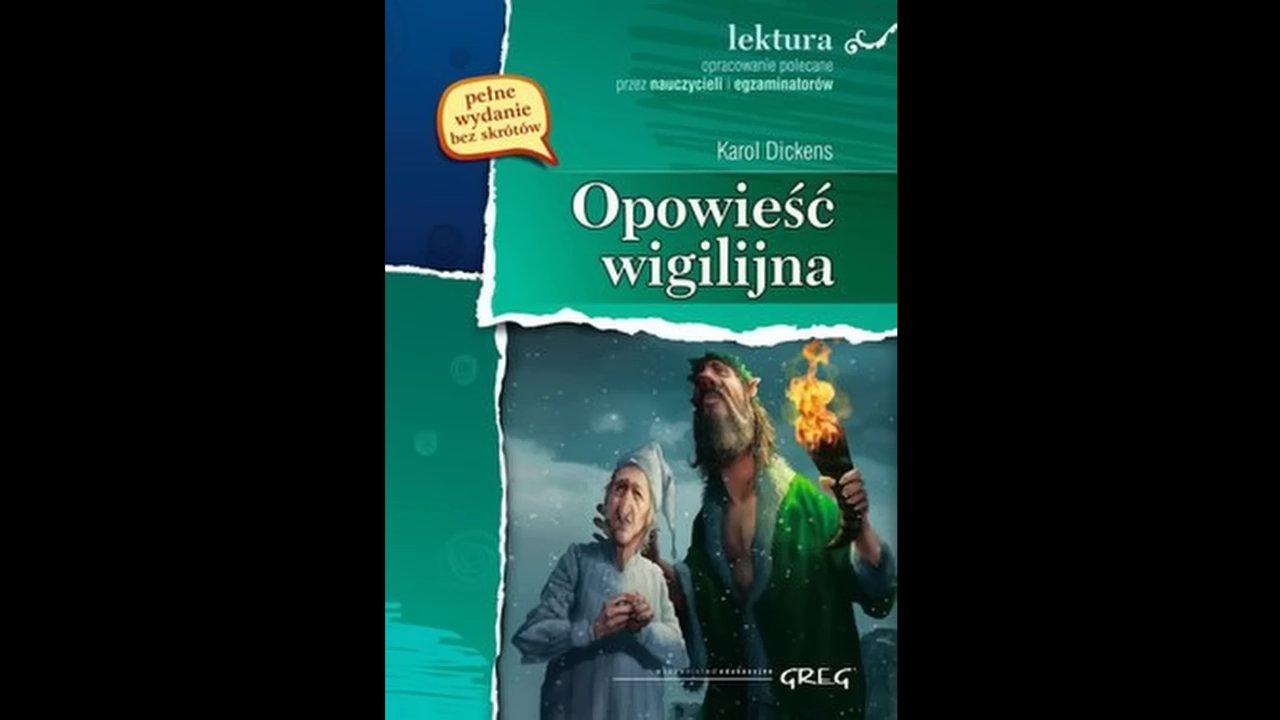 lektura
opracowanie polecane
przez nauczycieli i egzaminatorów
pełne
wydanie
bez skrótów
Karol Dickens
Opowieść
wigilijna
GREG